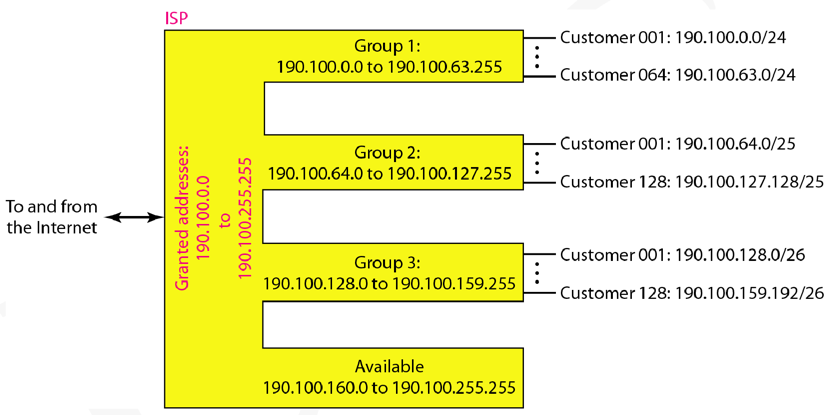 ISP
Group 1:
190.100.0.0 to 190.100.63.255
Customer 001: 190.100.0.0/24
Customer 064: 190.100.63.0/24
Group 2:
190.100.64.0 to 190.100.127.255
Customer 001: 190.100.64.0/25
Customer 128: 190.100.127.128/25
To and from
the Internet
Granted addresses:
190.100.0.0
to
190.100.255.255
Group 3:
190.100.128.0 to 190.100.159.255
Customer 001: 190.100.128.0/26
Customer 128: 190.100.159.192/26
Available
190.100.160.0 to 190.100.255.255